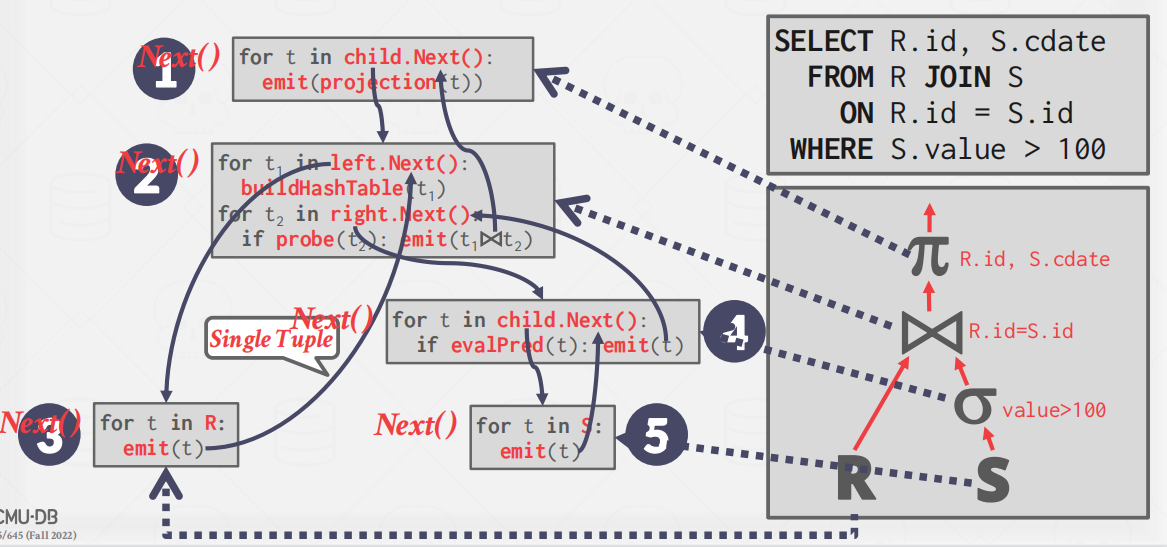 Next()
1
for t in child.Next():
emit(projection(t))
Next()
2
for t1 in left.Next():
buildHashTable(t1)
for t2 in right.Next():
if probe(t2): emit(t1⋈t2)
Single Tuple
Next()
for t in child.Next():
if evalPred(t): emit(t)
4
Next()
3
for t in R:
emit(t)
Next()
for t in S:
emit(t)
5
SELECT R.id, S.cdate
FROM R JOIN S
ON R.id = S.id
WHERE S.value > 100
π R.id, S.cdate
⋈ R.id=S.id
σ value>100
R S
CMU·DB
5/645 (Fall 2022)